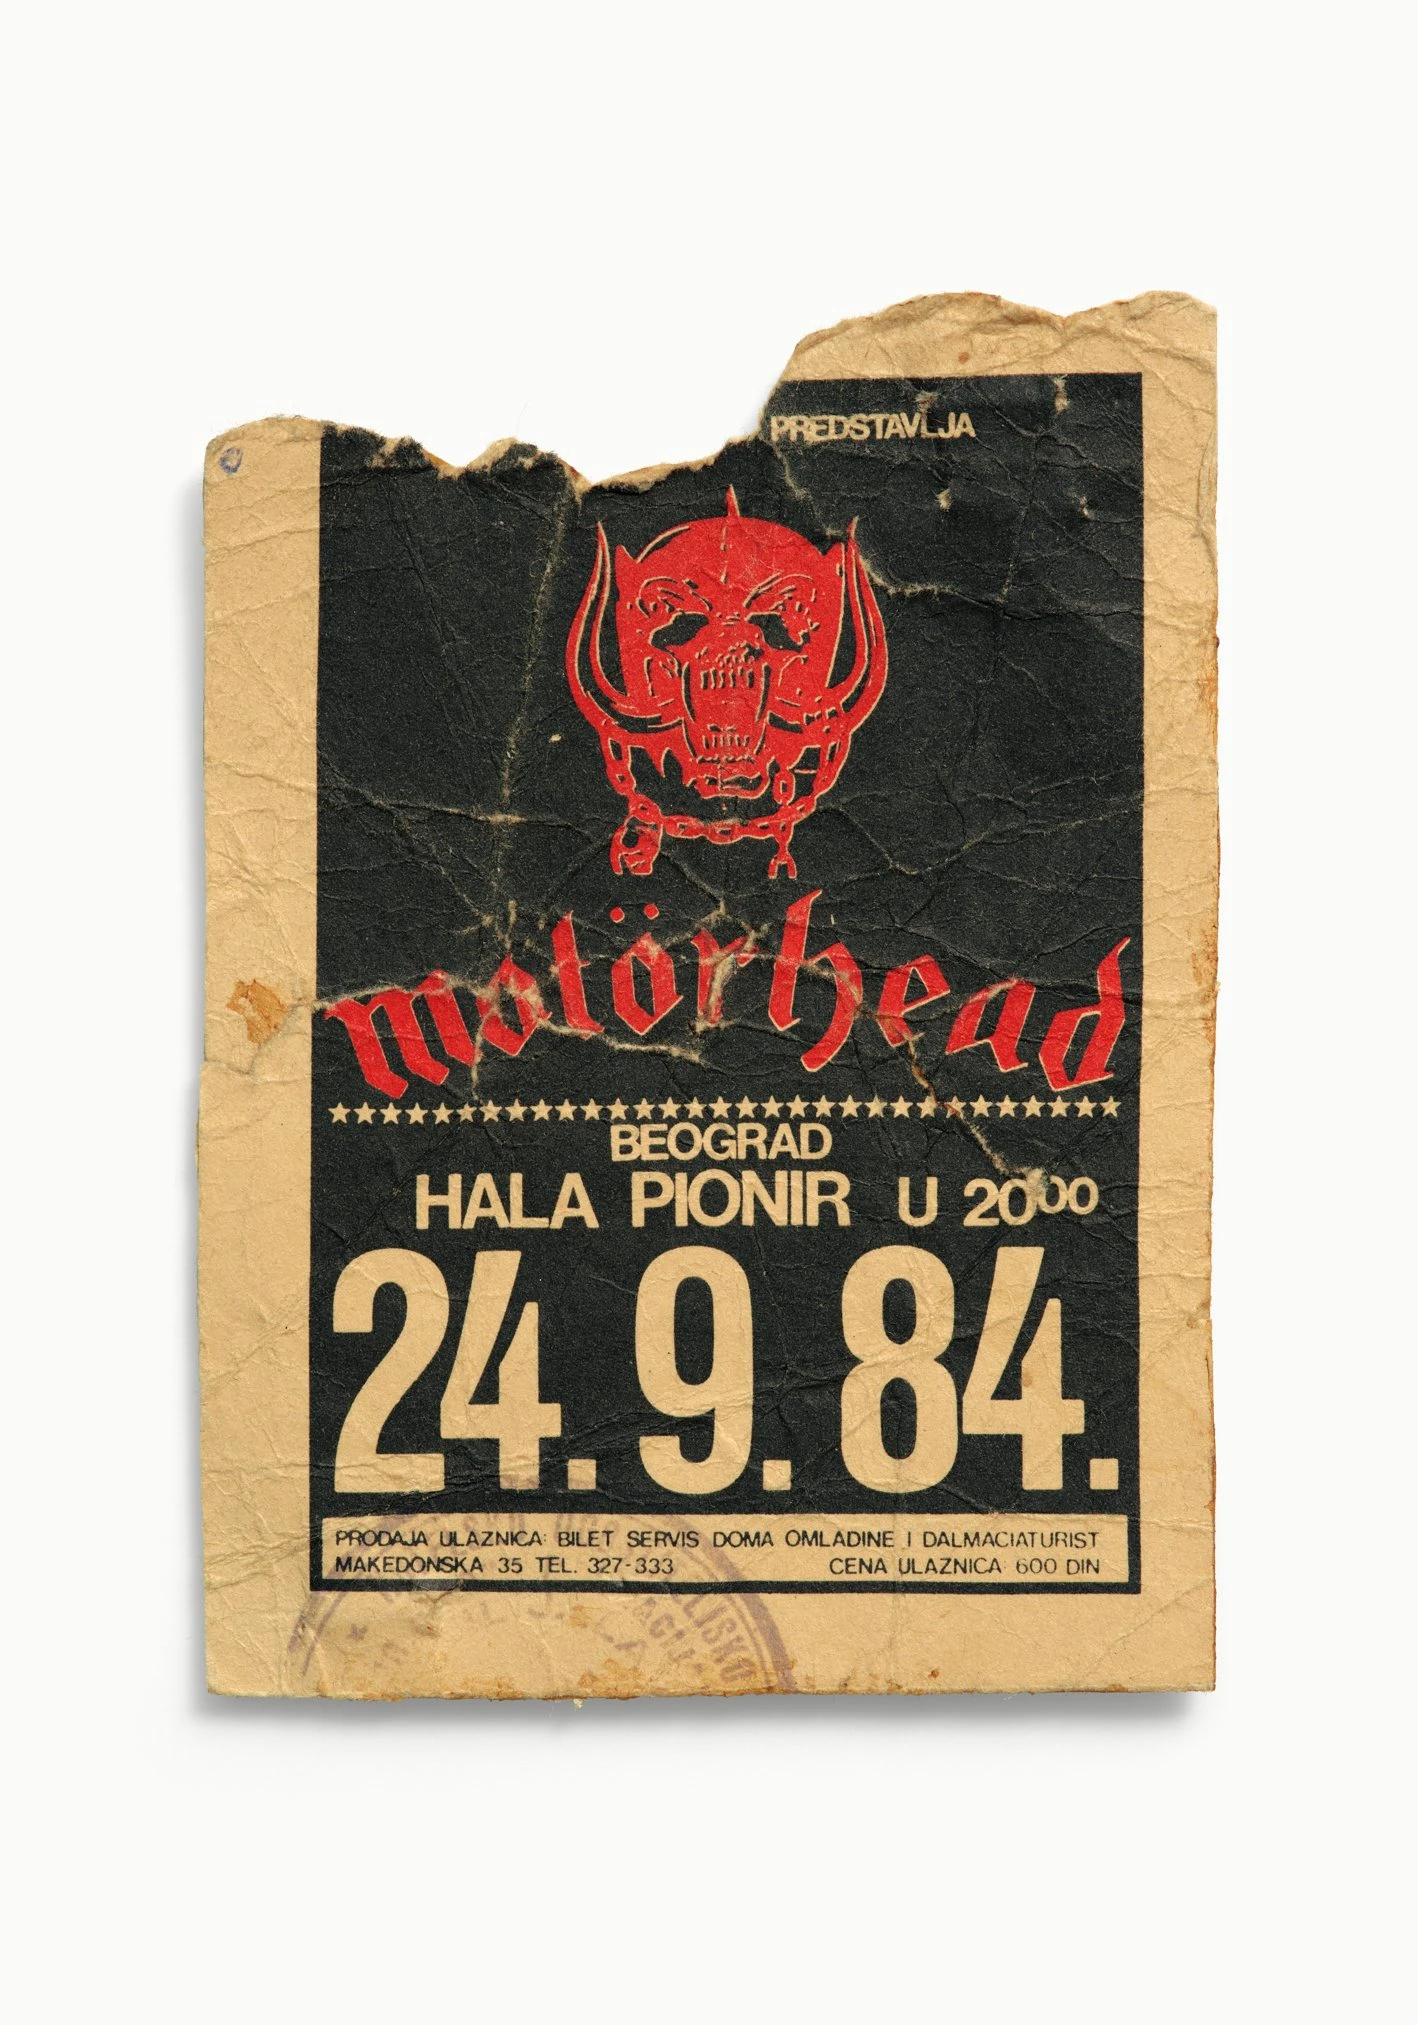 PREDSTAVLJA
motörhead
BEOGRAD
HALA PIONIR U 20⁰⁰
24.9.84.
PRODAJA ULAZNICA: BILET SERVIS DOMA OMLADINE I DALMACIATURIST
MAKEDONSKA 35 TEL. 327-333 CENA ULAZNICA: 600 DIN